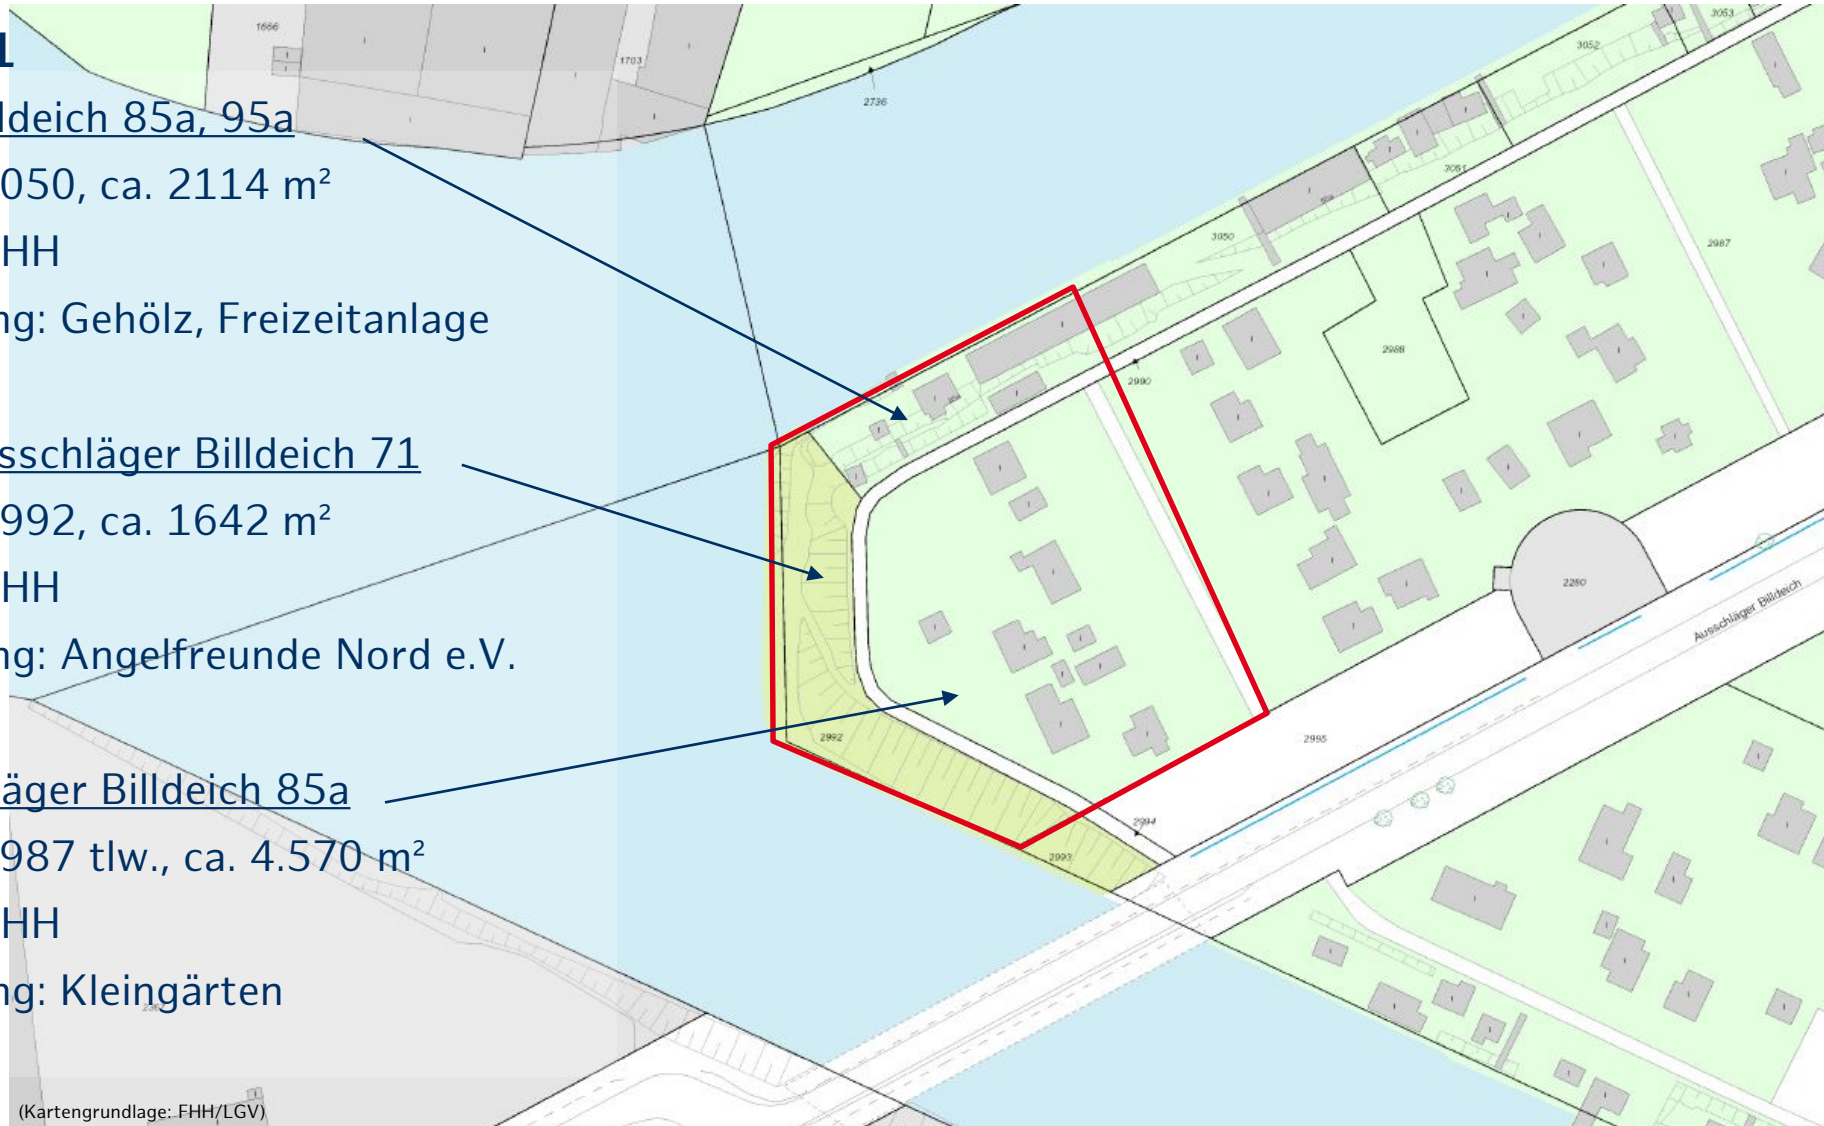 1
ldeich 85a, 95a
050, ca. 2114 m²
HH
ng: Gehölz, Freizeitanlage
sschläger Billdeich 71
992, ca. 1642 m²
HH
ng: Angelfreunde Nord e.V.
äger Billdeich 85a
987 tlw., ca. 4.570 m²
HH
ng: Kleingärten
(Kartengrundlage: FHH/LGV)
1666
1703
2736
3053
3052
3051
3050
2987
2988
2990
2280
Ausschläger Billdeich
2995
2992
2994
2993